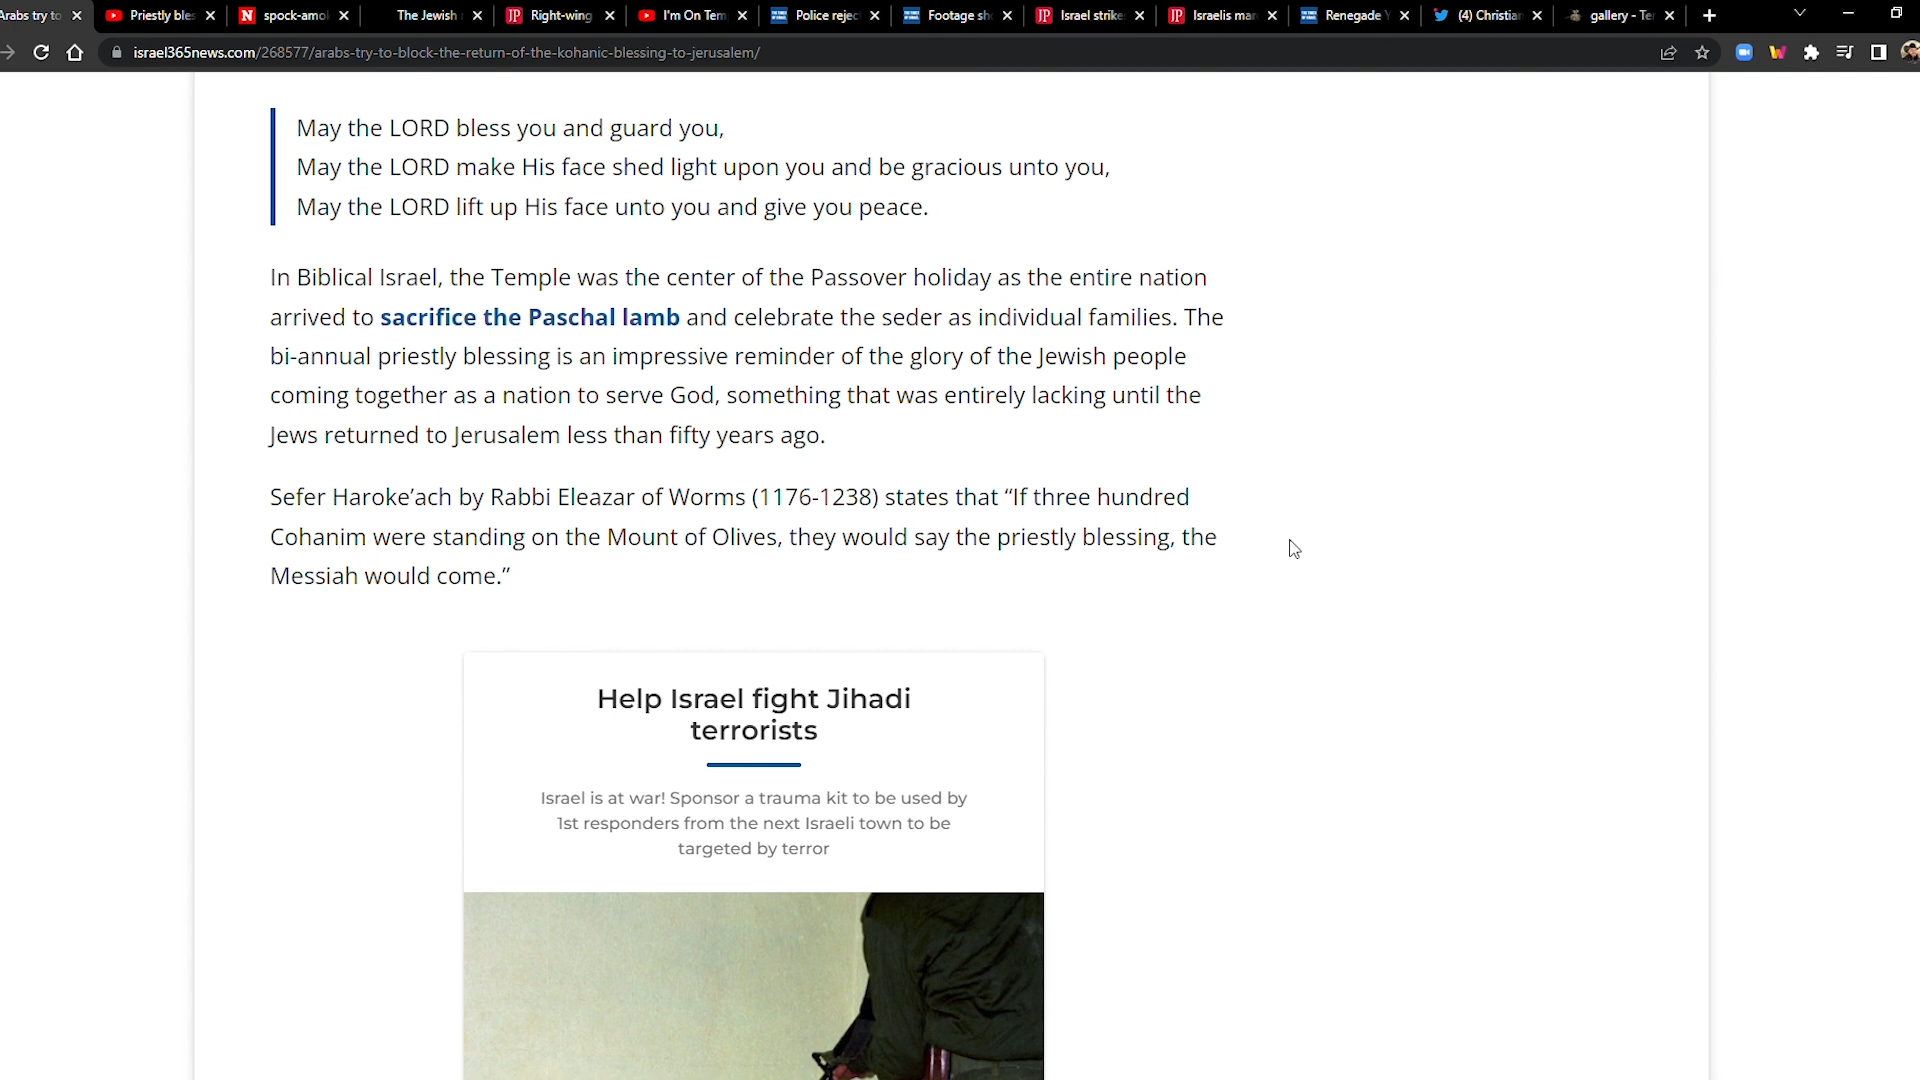 Arabs try to
Priestly bles
spock-amol
The Jewish
Right-wing
I'm On Tem
Police rejec
Footage sh
Israel strike
Israelis mar
Renegade Y
(4) Christian
gallery - Te
israel365news.com/268577/arabs-try-to-block-the-return-of-the-kohanic-blessing-to-jerusalem/
May the LORD bless you and guard you,
May the LORD make His face shed light upon you and be gracious unto you,
May the LORD lift up His face unto you and give you peace.
In Biblical Israel, the Temple was the center of the Passover holiday as the entire nation
arrived to sacrifice the Paschal lamb and celebrate the seder as individual families. The
bi-annual priestly blessing is an impressive reminder of the glory of the Jewish people
coming together as a nation to serve God, something that was entirely lacking until the
Jews returned to Jerusalem less than fifty years ago.
Sefer Haroke’ach by Rabbi Eleazar of Worms (1176-1238) states that “If three hundred
Cohanim were standing on the Mount of Olives, they would say the priestly blessing, the
Messiah would come.”
Help Israel fight Jihadi
terrorists
Israel is at war! Sponsor a trauma kit to be used by
1st responders from the next Israeli town to be
targeted by terror